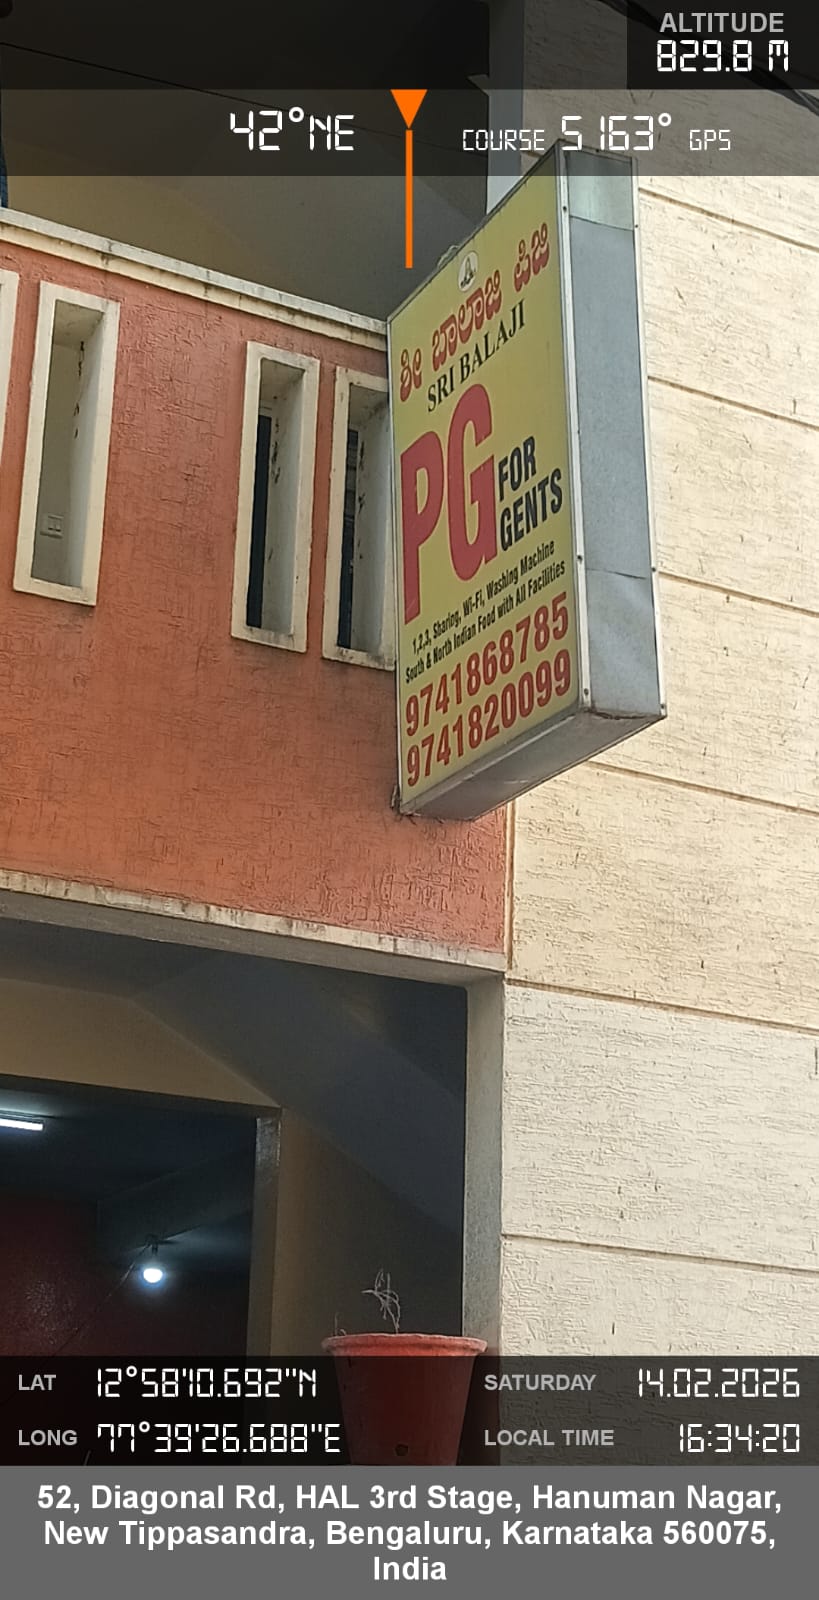 ALTITUDE
829.8 M
42°NE
COURSE S 163° GPS
ಶ್ರೀ ಬಾಲಾಜಿ ಪಿಜಿ
SRI BALAJI
PG FOR GENTS
1,2,3, Sharing, Wi-Fi, Washing Machine
South & North Indian Food with All Facilities
9741868785
9741820099
LAT 12°58'10.692"N
SATURDAY 14.02.2026
LONG 77°39'26.688"E
LOCAL TIME 16:34:20
52, Diagonal Rd, HAL 3rd Stage, Hanuman Nagar,
New Tippasandra, Bengaluru, Karnataka 560075,
India